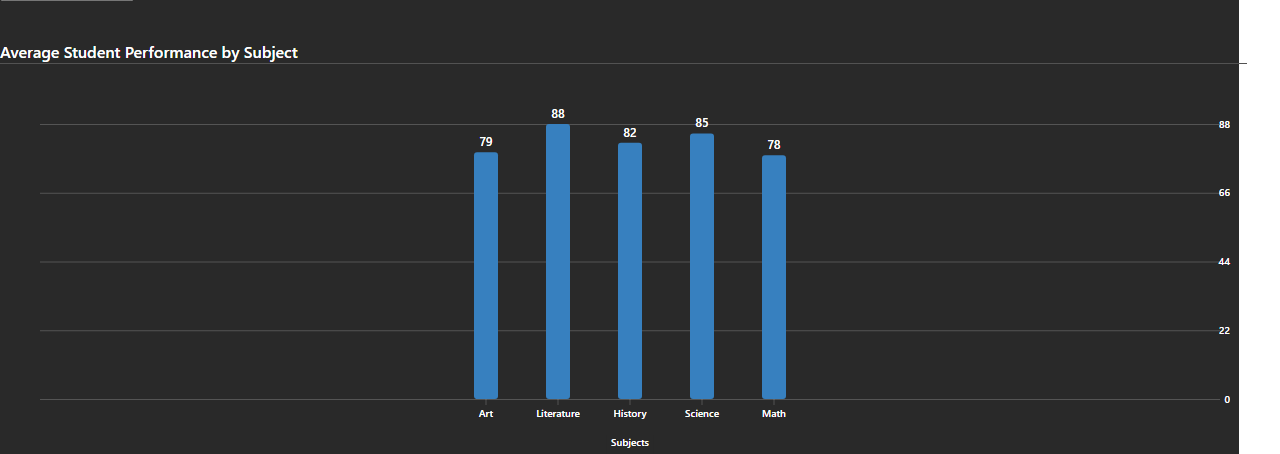 Average Student Performance by Subject
79
88
82
85
78
88
66
44
22
0
Art
Literature
History
Science
Math
Subjects